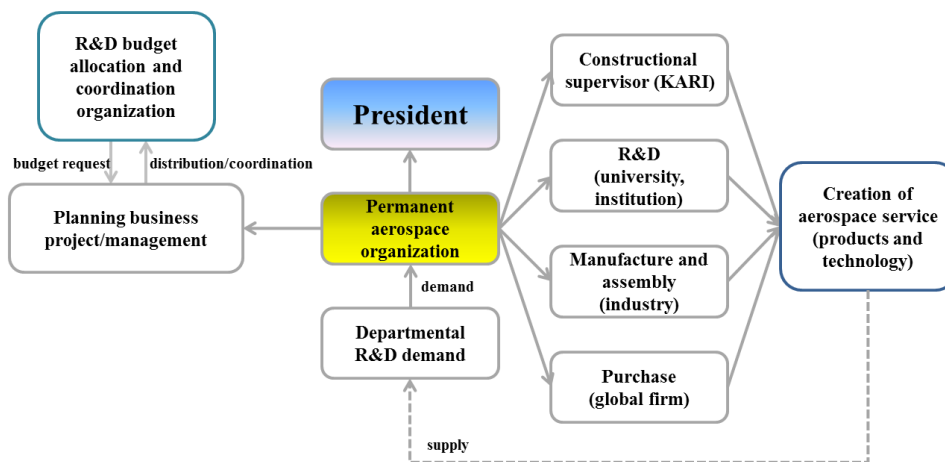 R&D budget
allocation and
coordination
organization
budget request
distribution/coordination
Planning business
project/management
President
Permanent
aerospace
organization
demand
Departmental
R&D demand
Constructional
supervisor (KARI)
R&D
(university,
institution)
Manufacture and
assembly
(industry)
Purchase
(global firm)
Creation of
aerospace service
(products and
technology)
supply